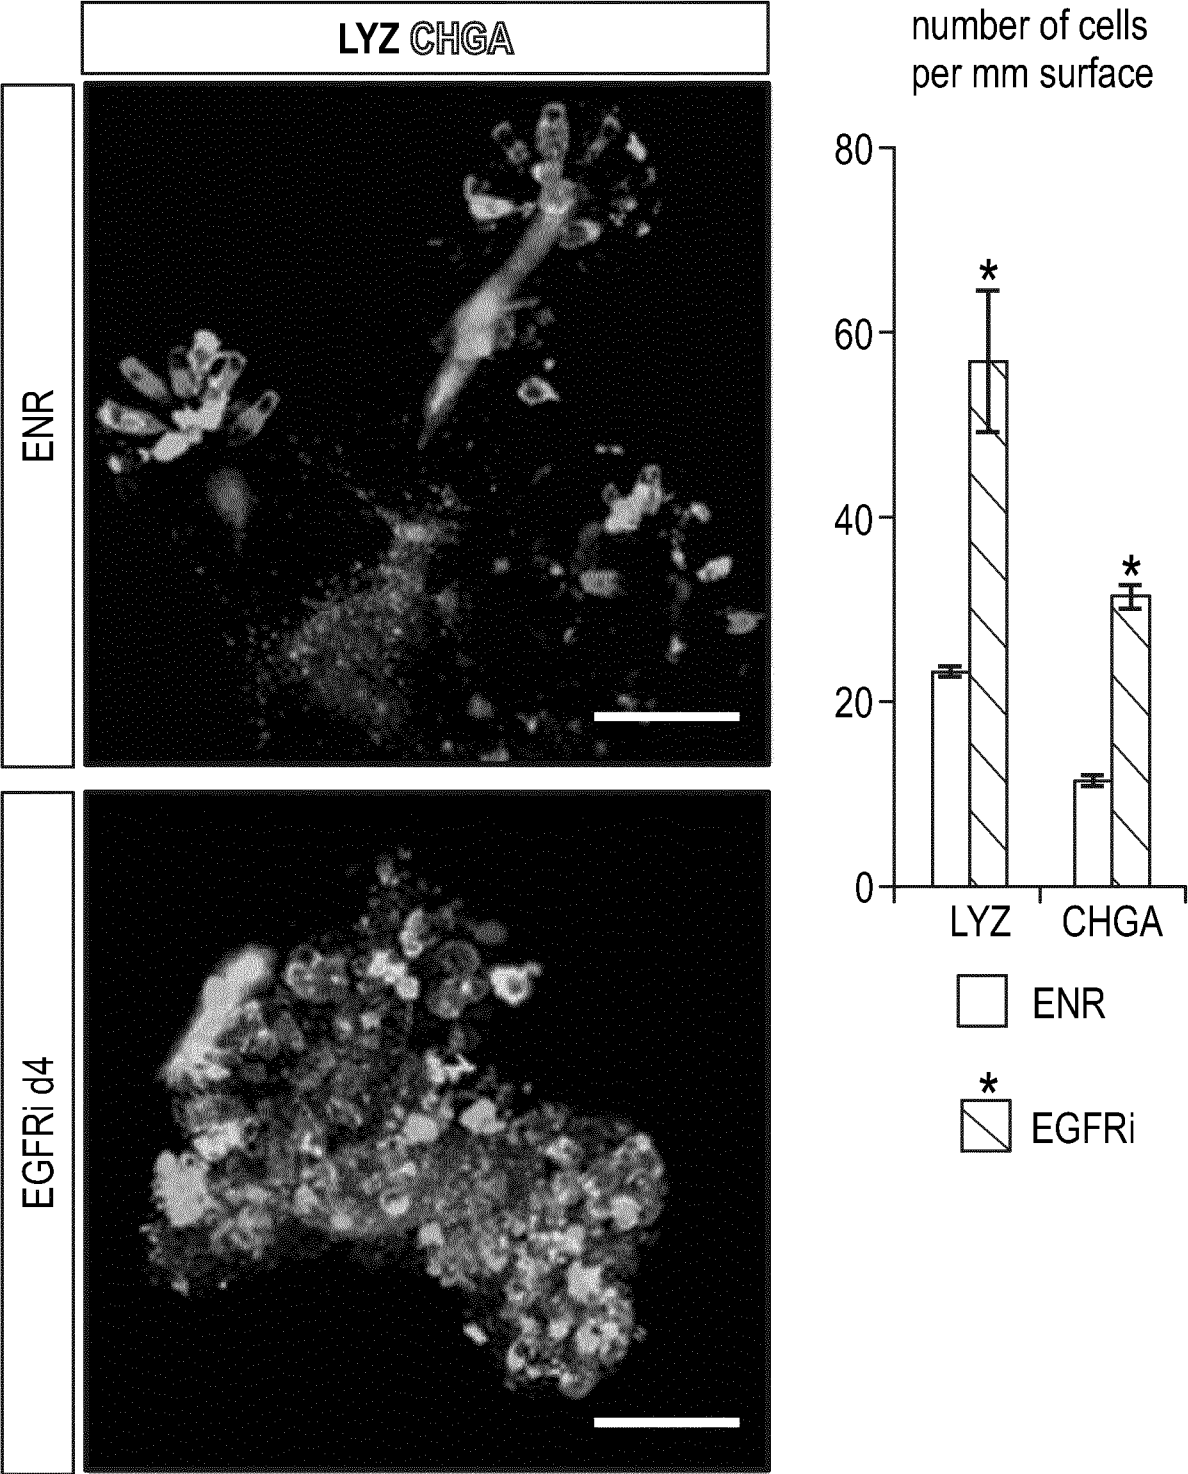 LYZ CHGA
ENR
EGFRi d4
number of cells
per mm surface
80
*
60
*
40
20
0
LYZ CHGA
ENR
*
EGFRi